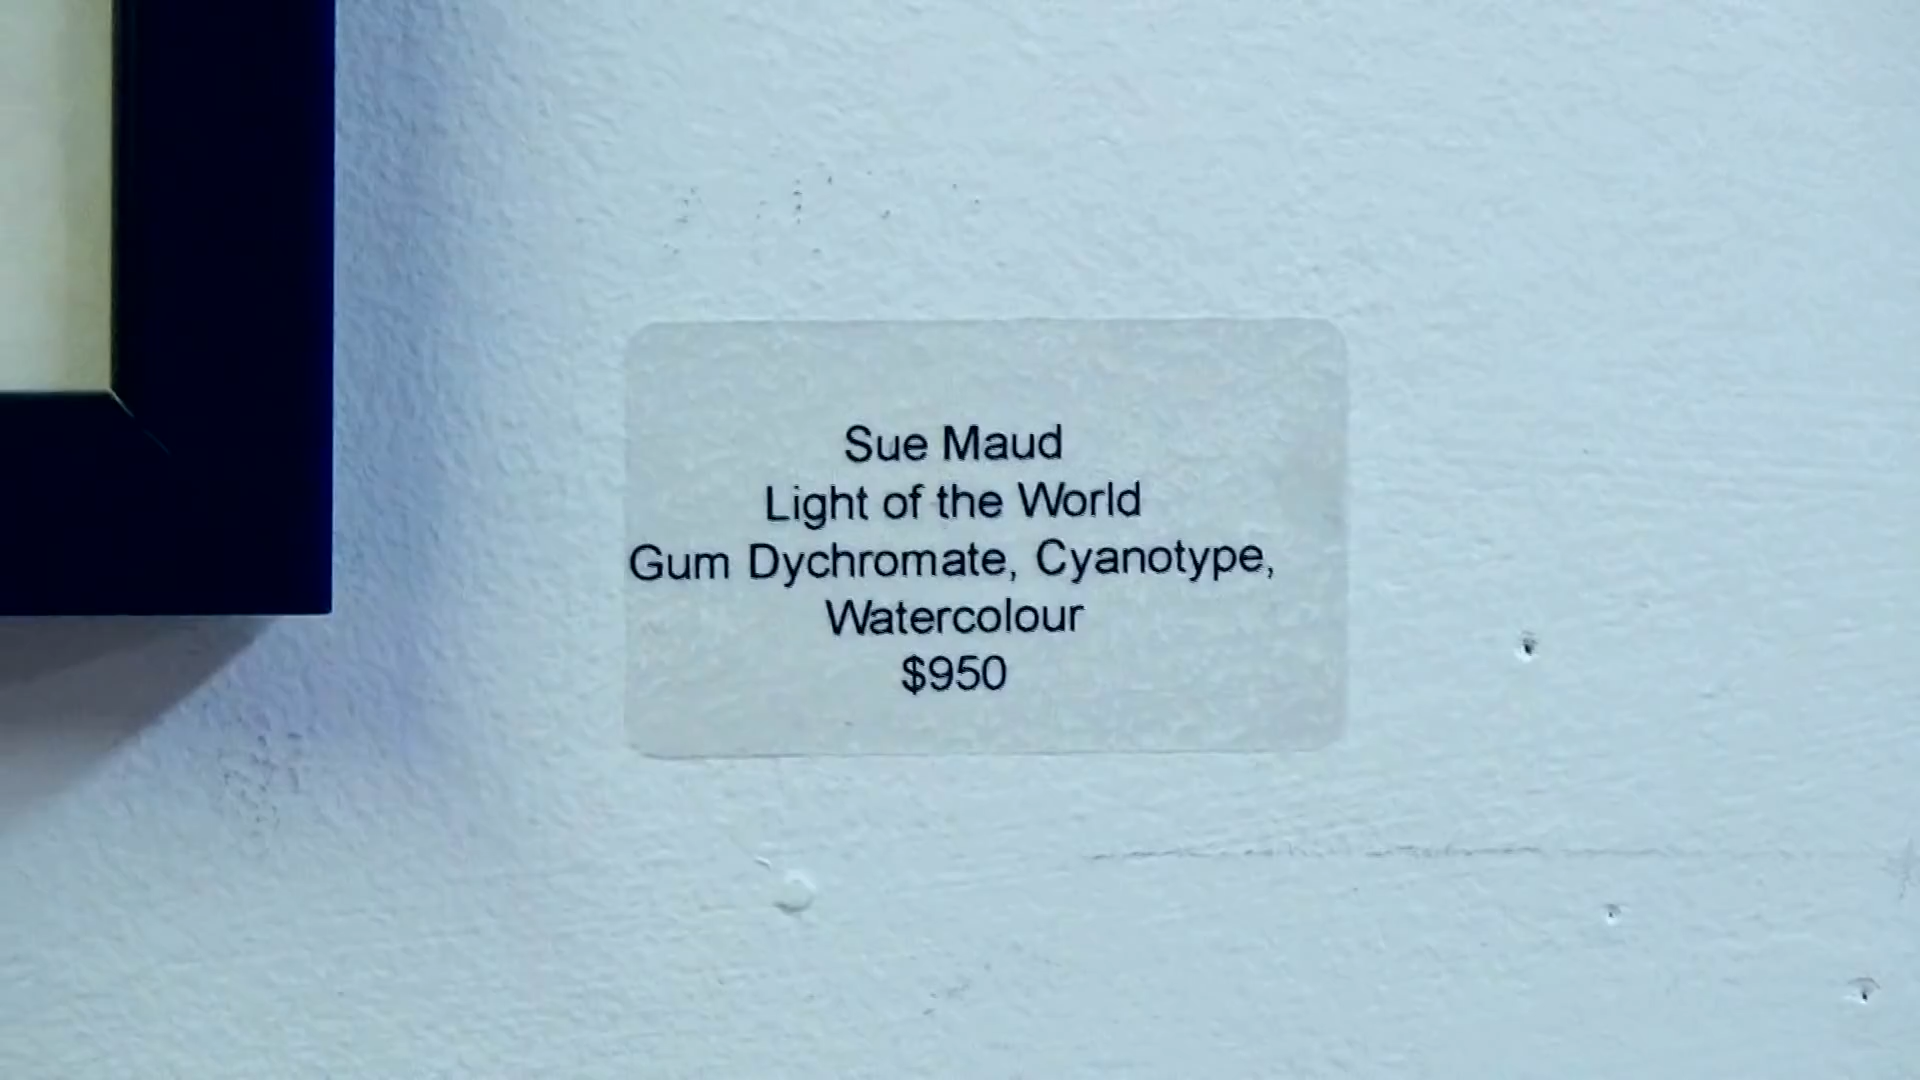 Sue Maud
Light of the World
Gum Dychromate, Cyanotype,
Watercolour
$950